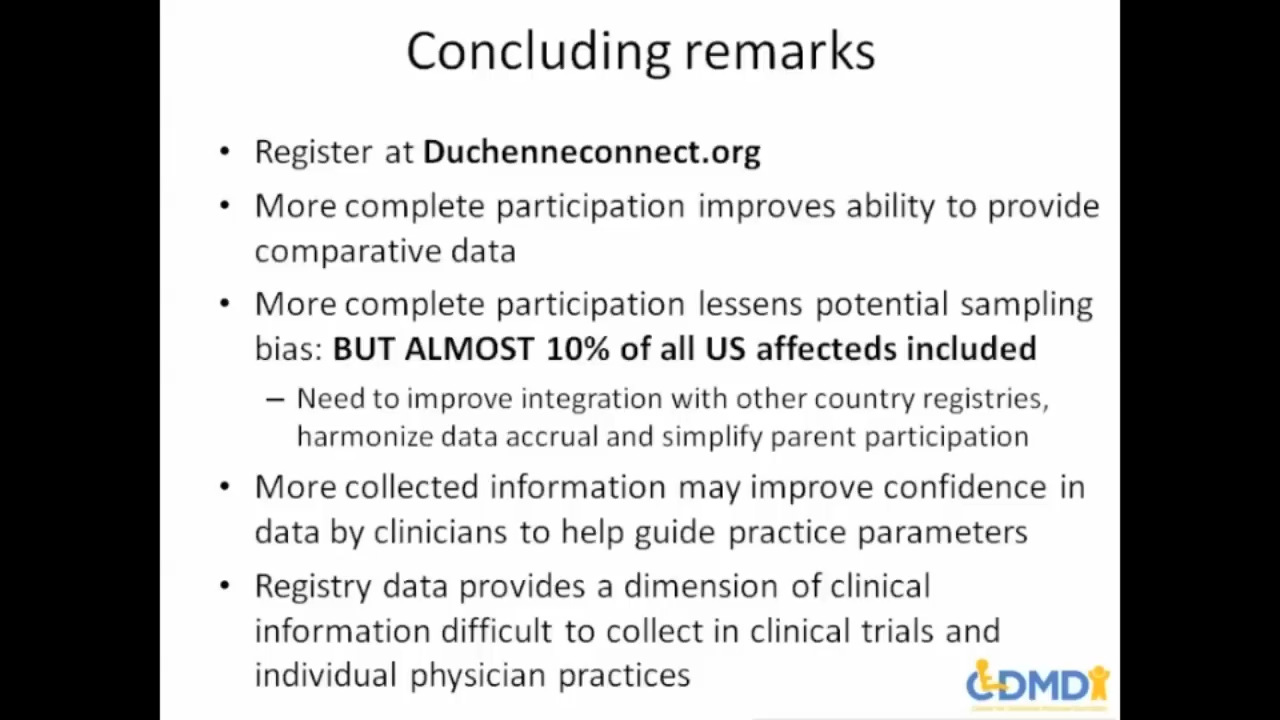 Concluding remarks
• Register at Duchenneconnect.org
• More complete participation improves ability to provide
comparative data
• More complete participation lessens potential sampling
bias: BUT ALMOST 10% of all US affecteds included
– Need to improve integration with other country registries,
harmonize data accrual and simplify parent participation
• More collected information may improve confidence in
data by clinicians to help guide practice parameters
• Registry data provides a dimension of clinical
information difficult to collect in clinical trials and
individual physician practices
CDMD